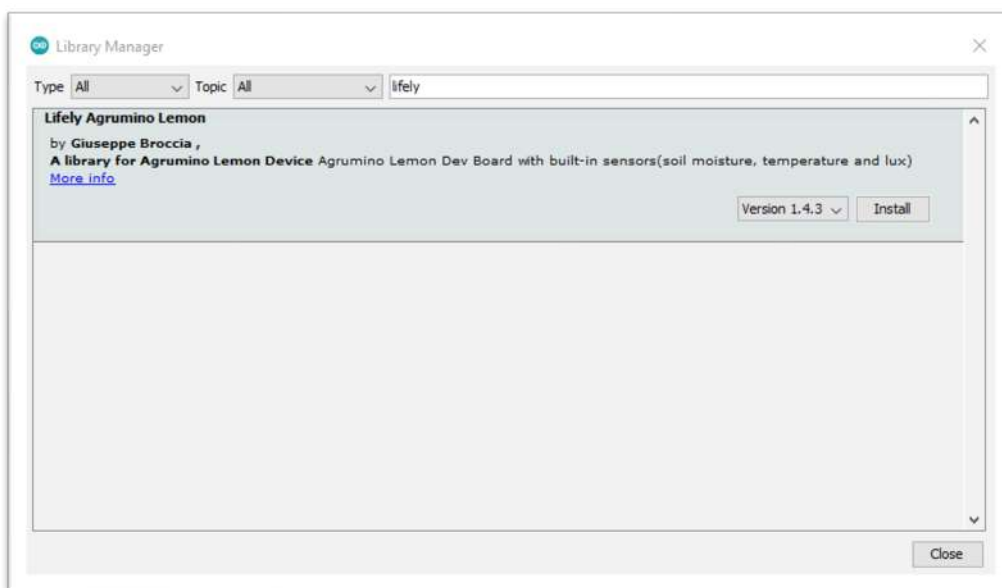 Library Manager
Type All Topic All lifely
Lifely Agrumino Lemon
by Giuseppe Broccia ,
A library for Agrumino Lemon Device Agrumino Lemon Dev Board with built-in sensors(soil moisture, temperature and lux)
More info
Version 1.4.3 Install
Close